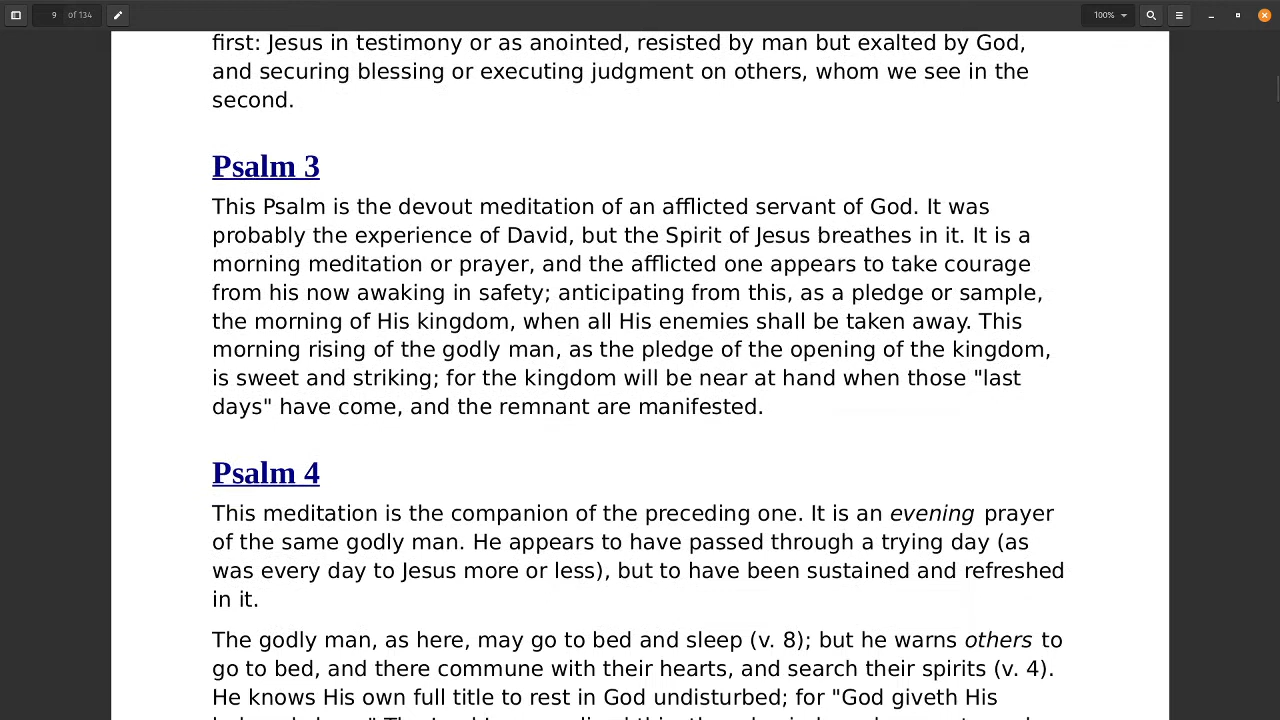 9 of 134
100%
first: Jesus in testimony or as anointed, resisted by man but exalted by God,
and securing blessing or executing judgment on others, whom we see in the
second.
Psalm 3
This Psalm is the devout meditation of an afflicted servant of God. It was
probably the experience of David, but the Spirit of Jesus breathes in it. It is a
morning meditation or prayer, and the afflicted one appears to take courage
from his now awaking in safety; anticipating from this, as a pledge or sample,
the morning of His kingdom, when all His enemies shall be taken away. This
morning rising of the godly man, as the pledge of the opening of the kingdom,
is sweet and striking; for the kingdom will be near at hand when those "last
days" have come, and the remnant are manifested.
Psalm 4
This meditation is the companion of the preceding one. It is an evening prayer
of the same godly man. He appears to have passed through a trying day (as
was every day to Jesus more or less), but to have been sustained and refreshed
in it.
The godly man, as here, may go to bed and sleep (v. 8); but he warns others to
go to bed, and there commune with their hearts, and search their spirits (v. 4).
He knows His own full title to rest in God undisturbed; for "God giveth His